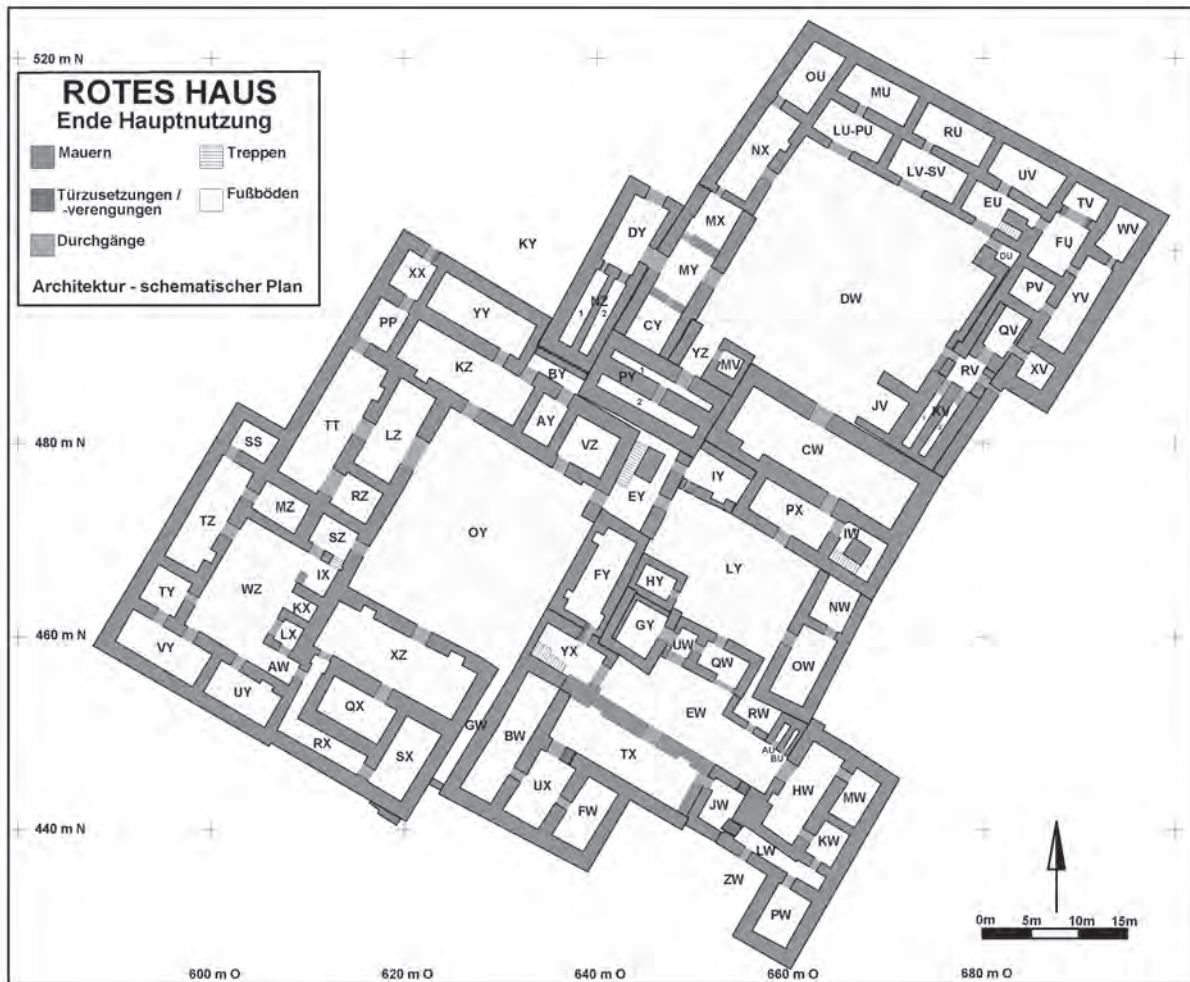 520 m N
ROTES HAUS
Ende Hauptnutzung
Mauern
Treppen
Türzusetzungen /
-verengungen
Fußböden
Durchgänge
Architektur - schematischer Plan
OU
MU
RU
LU-PU
NX
UV
LV-SV
TV
EU
WV
DY
MX
FU
KY
DU
XX
MY
PV
YV
YY
NZ
1
2
DW
PP
CY
QV
KZ
YZ
MV
RV
XV
BY
PY
1
2
JV
XV
2
AY
LZ
VZ
480 m N
SS
TT
CW
IY
EY
RZ
PX
MZ
TZ
IW
SZ
OY
LY
FY
HY
IX
WZ
TY
KX
NW
GY
460 m N
LX
UW
VY
XZ
YX
QW
AW
OW
UY
QX
EW
RW
GW
BW
RX
TX
AU
BU
SX
UX
HW
MW
JW
FW
440 m N
LW
KW
ZW
PW
0m 5m 10m 15m
600 m O
620 m O
640 m O
660 m O
680 m O